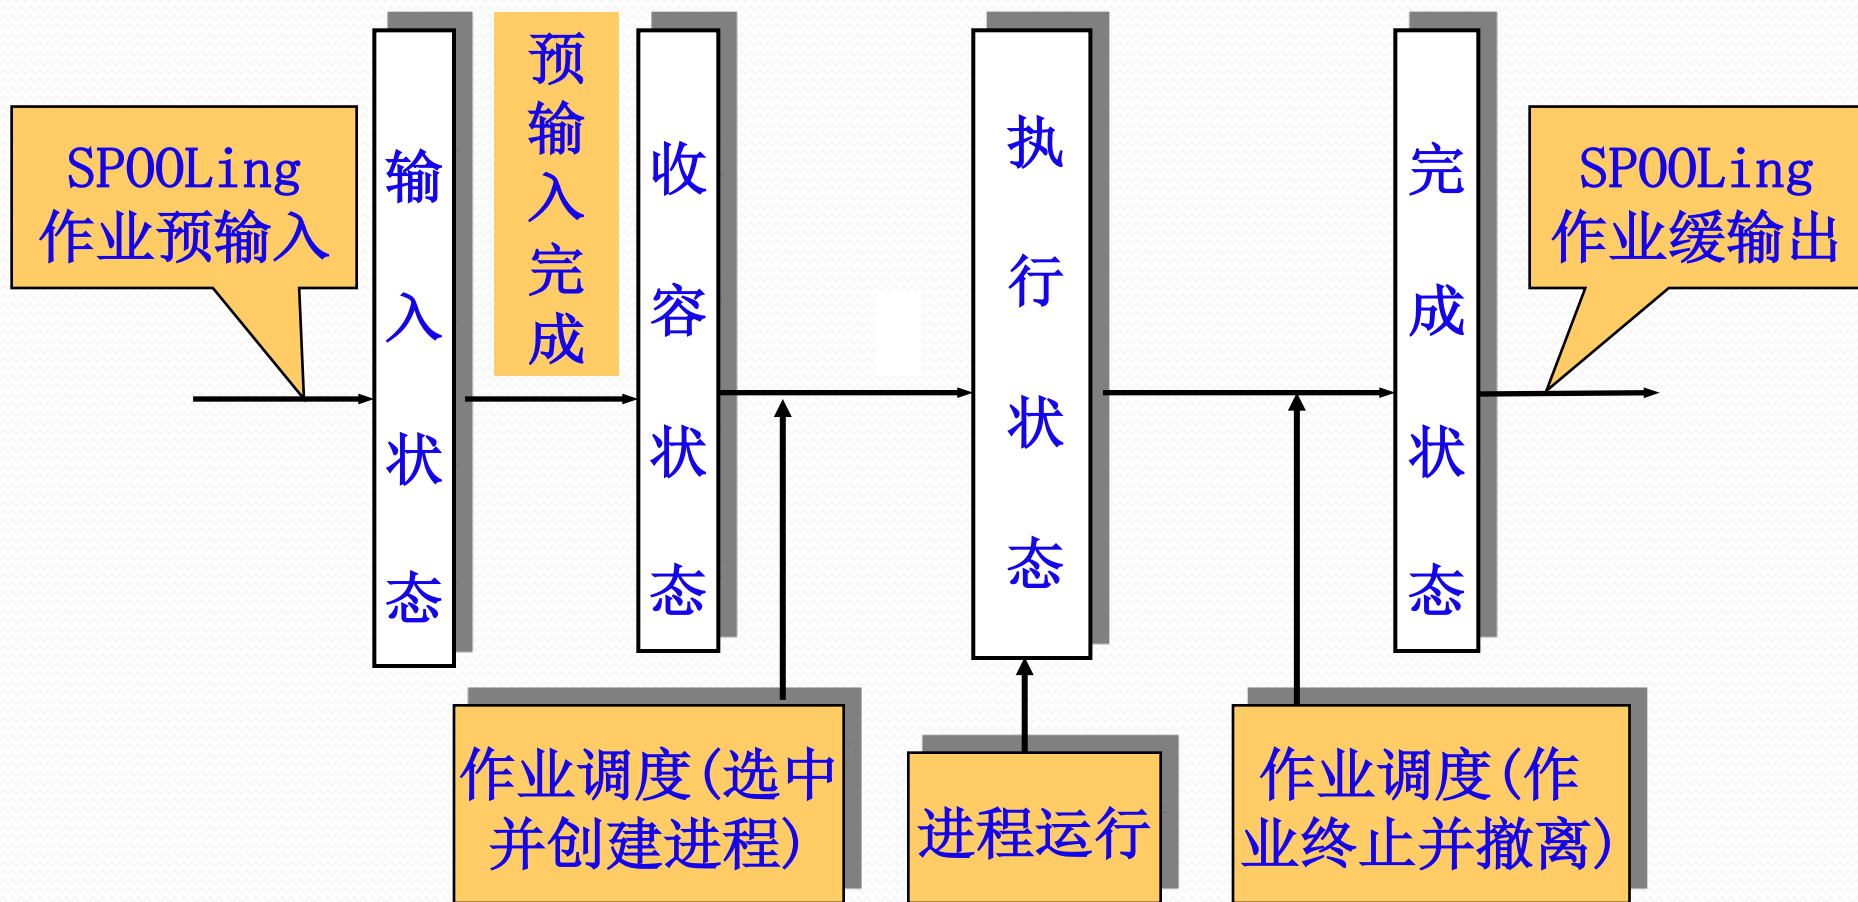 SPOOLing
作业预输入
输入状态
预输入完成
收容状态
执行状态
完成状态
SPOOLing
作业缓输出
作业调度(选中
并创建进程)
进程运行
作业调度(作
业终止并撤离)